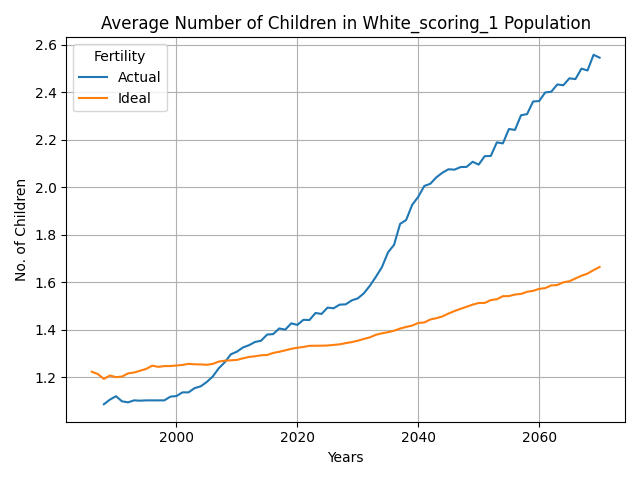 Average Number of Children in White_scoring_1 Population
Fertility
Actual
Ideal
No. of Children
2.6
2.4
2.2
2.0
1.8
1.6
1.4
1.2
2000 2020 2040 2060
Years